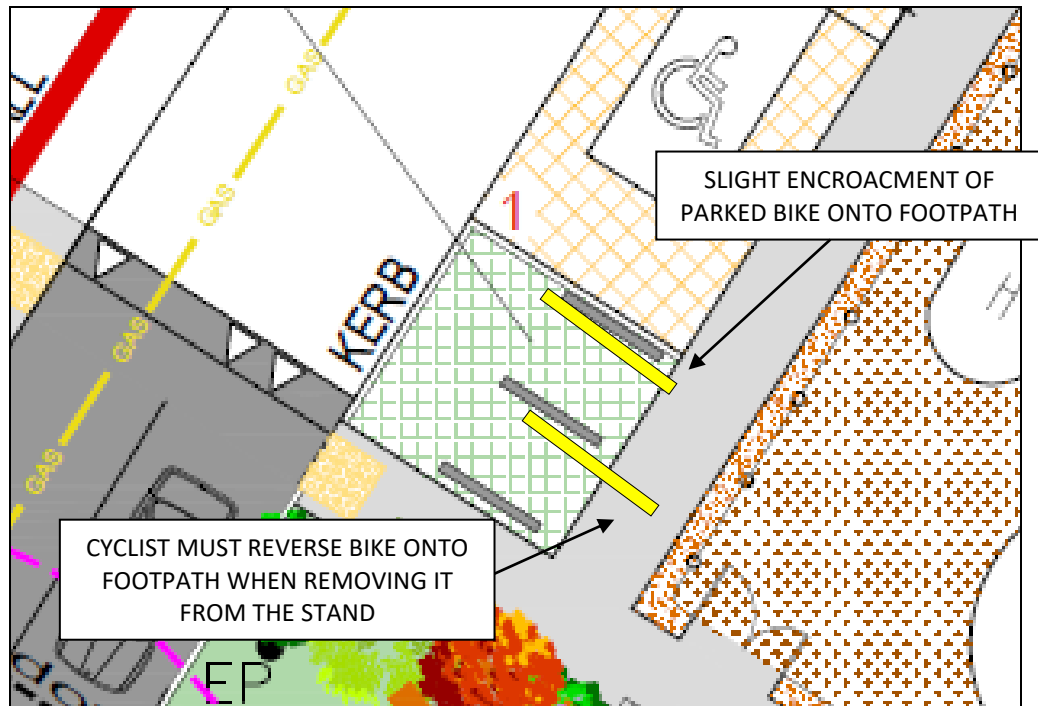 GAS
GAS
GAS
GAS
1
KERB
SLIGHT ENCROACMENT OF
PARKED BIKE ONTO FOOTPATH
CYCLIST MUST REVERSE BIKE ONTO
FOOTPATH WHEN REMOVING IT
FROM THE STAND
EP